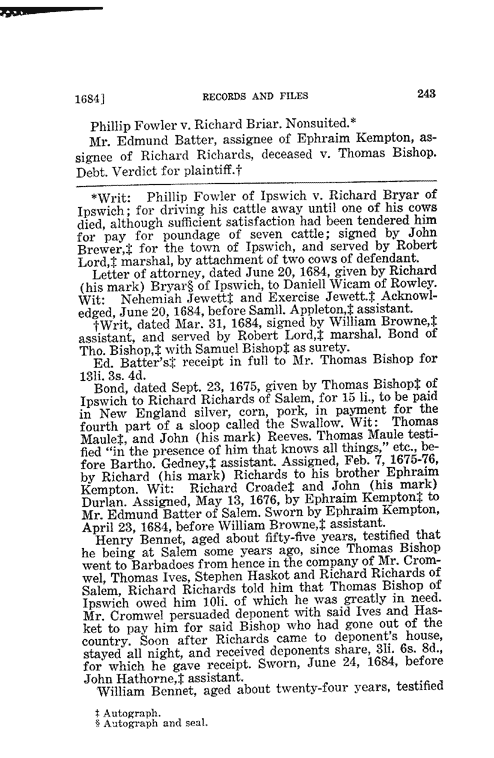 1684] RECORDS AND FILES 243
Phillip Fowler v. Richard Briar. Nonsuited.*
Mr. Edmund Batter, assignee of Ephraim Kempton, as-
signee of Richard Richards, deceased v. Thomas Bishop.
Debt. Verdict for plaintiff.†
*Writ: Phillip Fowler of Ipswich v. Richard Bryar of
Ipswich; for driving his cattle away until one of his cows
died, although sufficient satisfaction had been tendered him
for pay for poundage of seven cattle; signed by John
Brewer,‡ for the town of Ipswich, and served by Robert
Lord,‡ marshal, by attachment of two cows of defendant.
Letter of attorney, dated June 20, 1684, given by Richard
(his mark) Bryar§ of Ipswich, to Daniell Wicam of Rowley.
Wit: Nehemiah Jewett‡ and Exercise Jewett.‡ Acknowl-
edged, June 20, 1684, before Samll. Appleton,‡ assistant.
†Writ, dated Mar. 31, 1684, signed by William Browne,‡
assistant, and served by Robert Lord,‡ marshal. Bond of
Tho. Bishop,‡ with Samuel Bishop‡ as surety.
Ed. Batter's‡ receipt in full to Mr. Thomas Bishop for
13li. 3s. 4d.
Bond, dated Sept. 23, 1675, given by Thomas Bishop‡ of
Ipswich to Richard Richards of Salem, for 15 li., to be paid
in New England silver, corn, pork, in payment for the
fourth part of a sloop called the Swallow. Wit: Thomas
Maule‡, and John (his mark) Reeves. Thomas Maule testi-
fied "in the presence of him that knows all things," etc., be-
fore Bartho. Gedney,‡ assistant. Assigned, Feb. 7, 1675-76,
by Richard (his mark) Richards to his brother Ephraim
Kempton. Wit: Richard Croade‡ and John (his mark)
Durlan. Assigned, May 13, 1676, by Ephraim Kempton‡ to
Mr. Edmund Batter of Salem. Sworn by Ephraim Kempton,
April 23, 1684, before William Browne,‡ assistant.
Henry Bennet, aged about fifty-five years, testified that
he being at Salem some years ago, since Thomas Bishop
went to Barbadoes from hence in the company of Mr. Crom-
wel, Thomas Ives, Stephen Haskot and Richard Richards of
Salem, Richard Richards told him that Thomas Bishop of
Ipswich owed him 10li. of which he was greatly in need.
Mr. Cromwel persuaded deponent with said Ives and Has-
ket to pay him for said Bishop who had gone out of the
country. Soon after Richards came to deponent's house,
stayed all night, and received deponents share, 3li. 6s. 8d.,
for which he gave receipt. Sworn, June 24, 1684, before
John Hathorne,‡ assistant.
William Bennet, aged about twenty-four years, testified
‡ Autograph.
§ Autograph and seal.